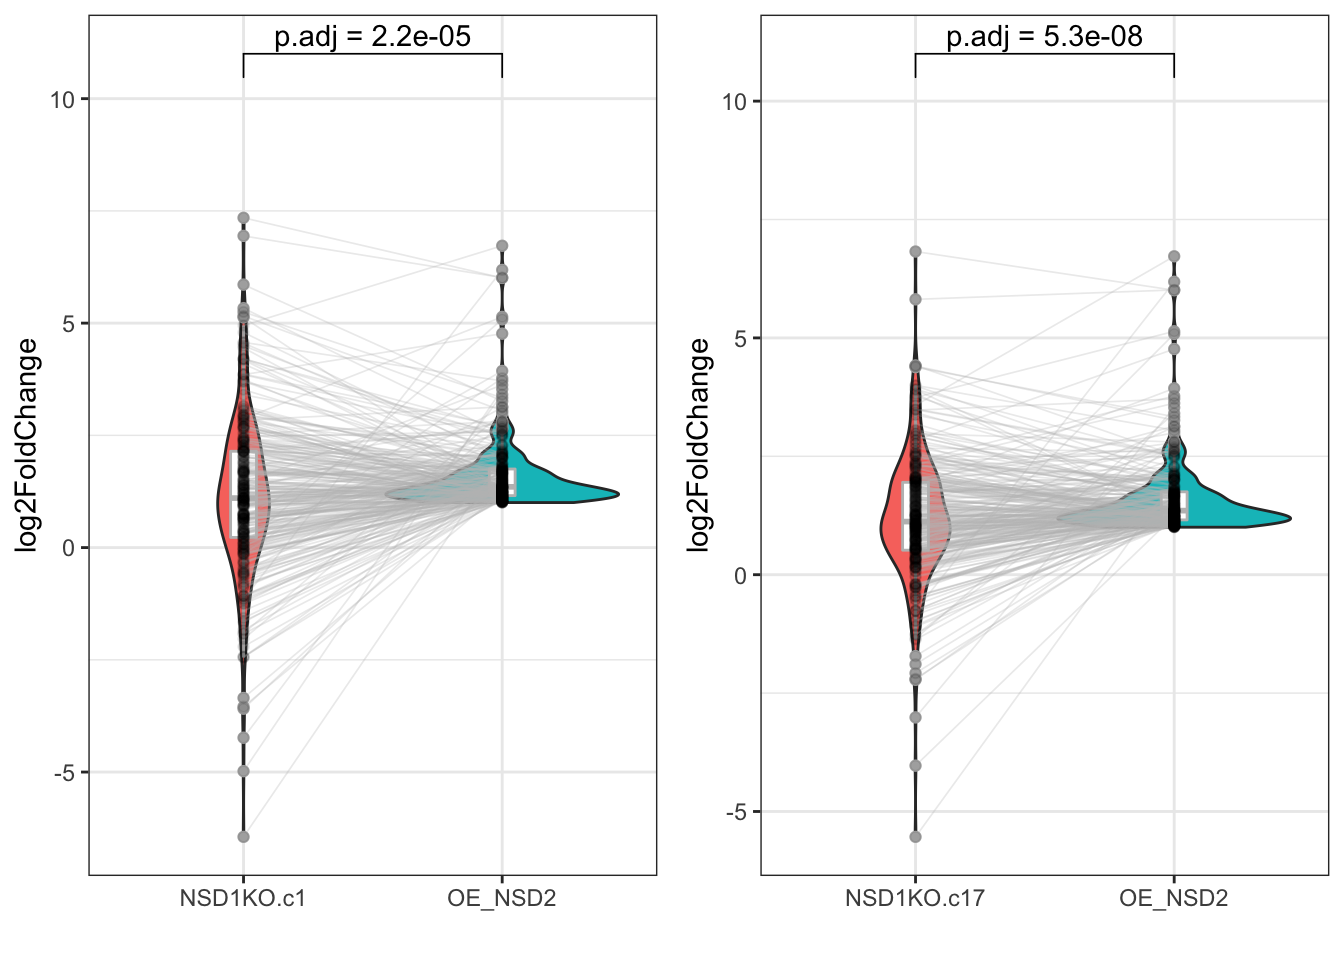 p.adj = 2.2e-05
10
5
0
-5
log2FoldChange
NSD1KO.c1
OE_NSD2
p.adj = 5.3e-08
10
5
0
-5
log2FoldChange
NSD1KO.c17
OE_NSD2